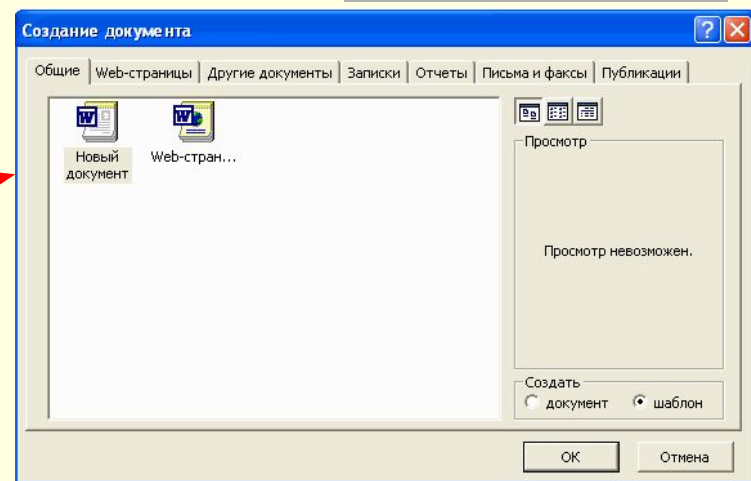 Создание документа
Общие Web-страницы Другие документы Записки Отчеты Письма и факсы Публикации
Новый документ
Web-стран...
Просмотр
Просмотр невозможен.
Создать
документ шаблон
ОК Отмена